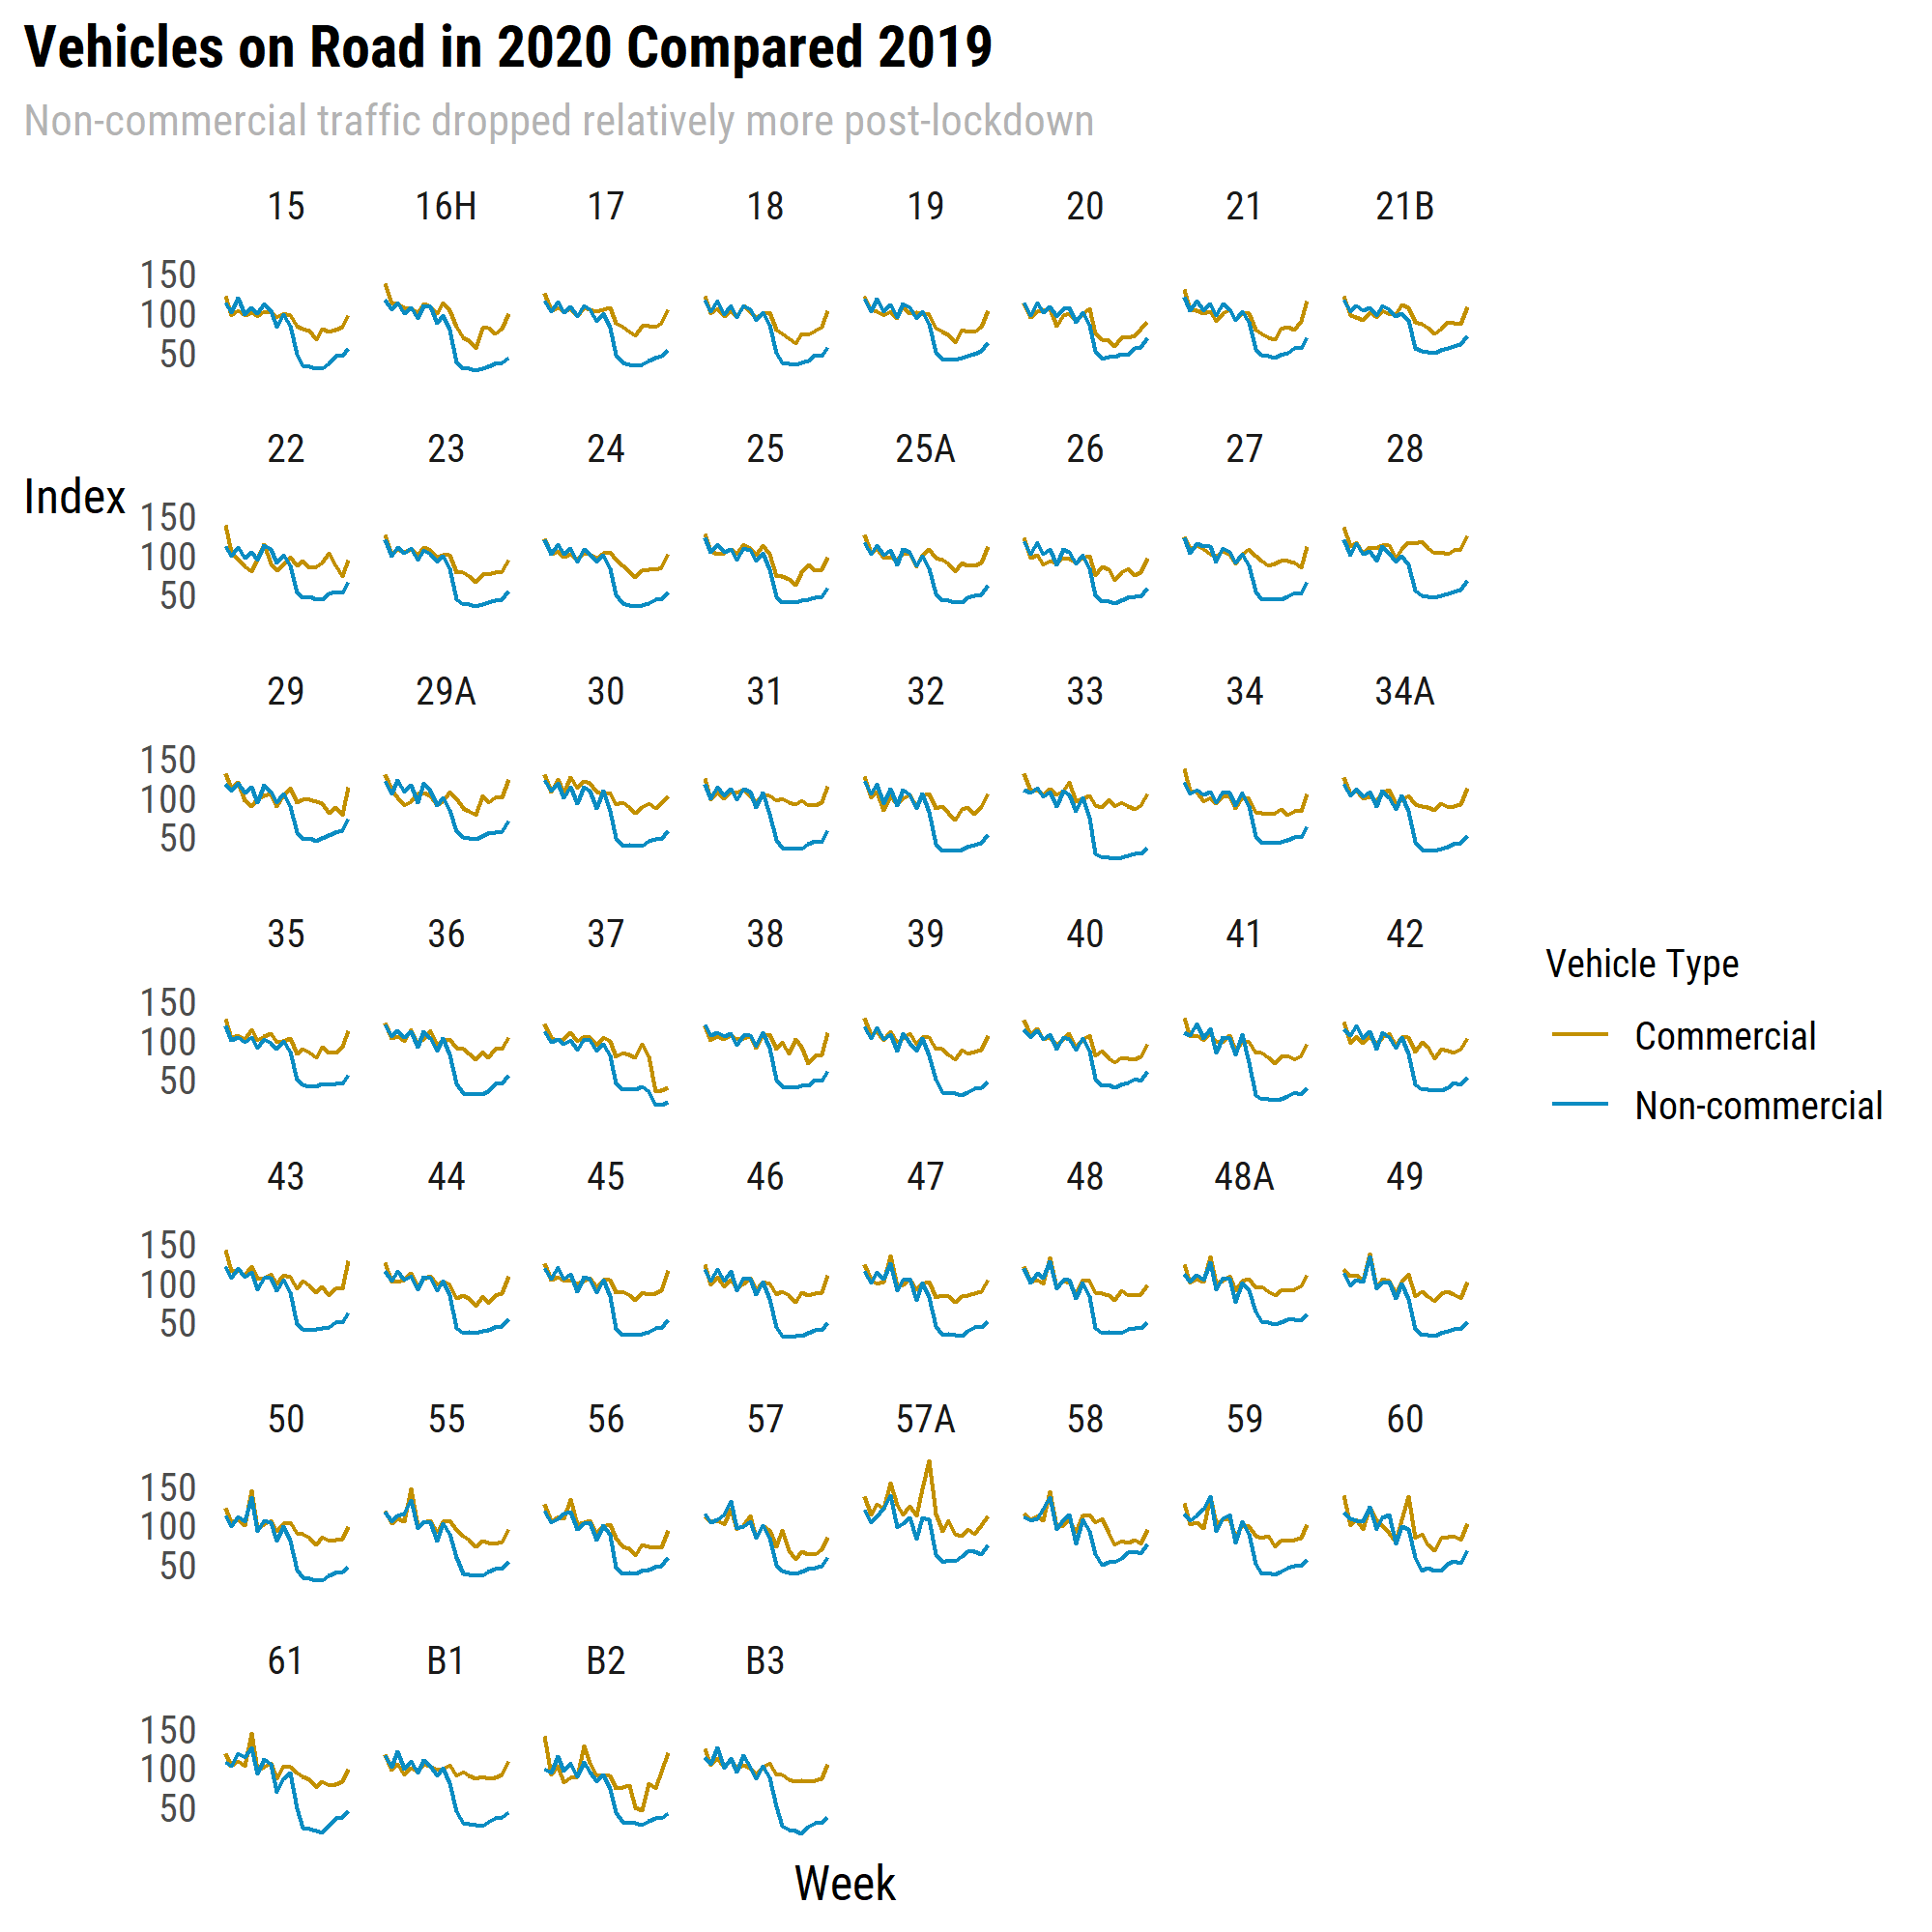 Vehicles on Road in 2020 Compared 2019
Non-commercial traffic dropped relatively more post-lockdown
15 16H 17 18 19 20 21 21B
150
100
50
22 23 24 25 25A 26 27 28
Index
150
100
50
29 29A 30 31 32 33 34 34A
150
100
50
35 36 37 38 39 40 41 42
150
100
50
Vehicle Type
Commercial
Non-commercial
43 44 45 46 47 48 48A 49
150
100
50
50 55 56 57 57A 58 59 60
150
100
50
61 B1 B2 B3
150
100
50
Week